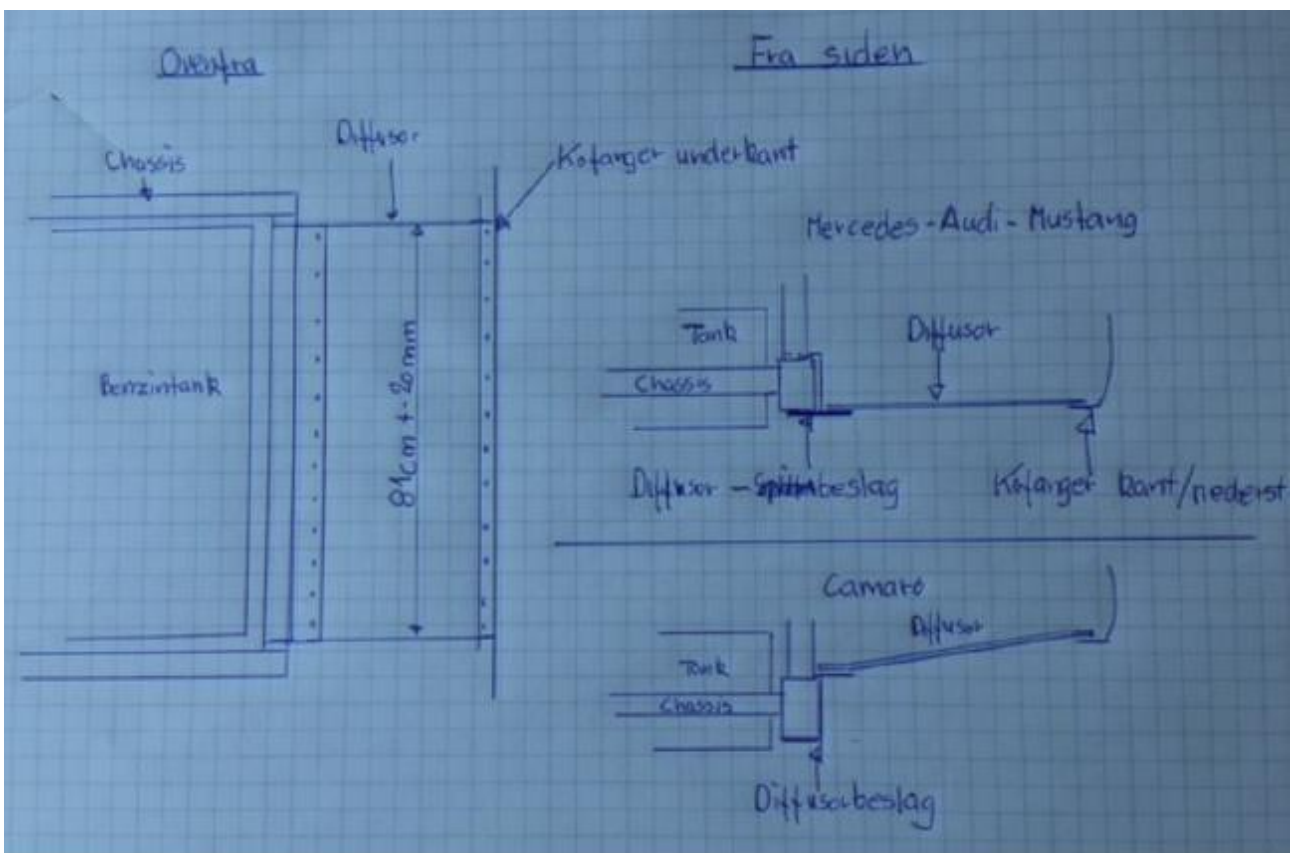 Ovenfra
Chassis
Diffusor
Kofanger underkant
Benzintank
81cm +-20mm
Fra siden
Mercedes-Audi-Mustang
Tank
Chassis
Diffusor
Diffusor - beslag
Kofanger kant/nederst
Camaro
Diffusor
Tank
Chassis
Diffusorbeslag